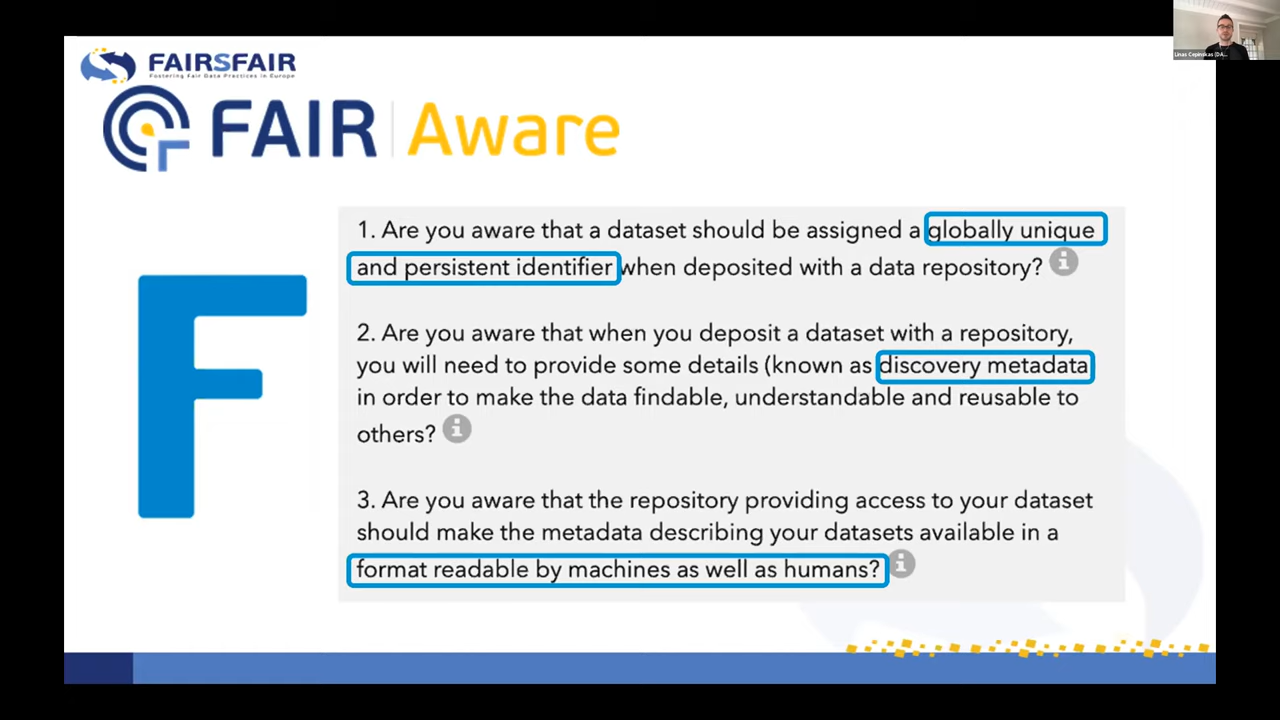 Linas Cepinskas (DA...
FAIRSFAIR
Fostering Fair Data Practices in Europe
FAIR Aware
F
1. Are you aware that a dataset should be assigned a globally unique
and persistent identifier when deposited with a data repository?
2. Are you aware that when you deposit a dataset with a repository,
you will need to provide some details (known as discovery metadata
in order to make the data findable, understandable and reusable to
others?
3. Are you aware that the repository providing access to your dataset
should make the metadata describing your datasets available in a
format readable by machines as well as humans?